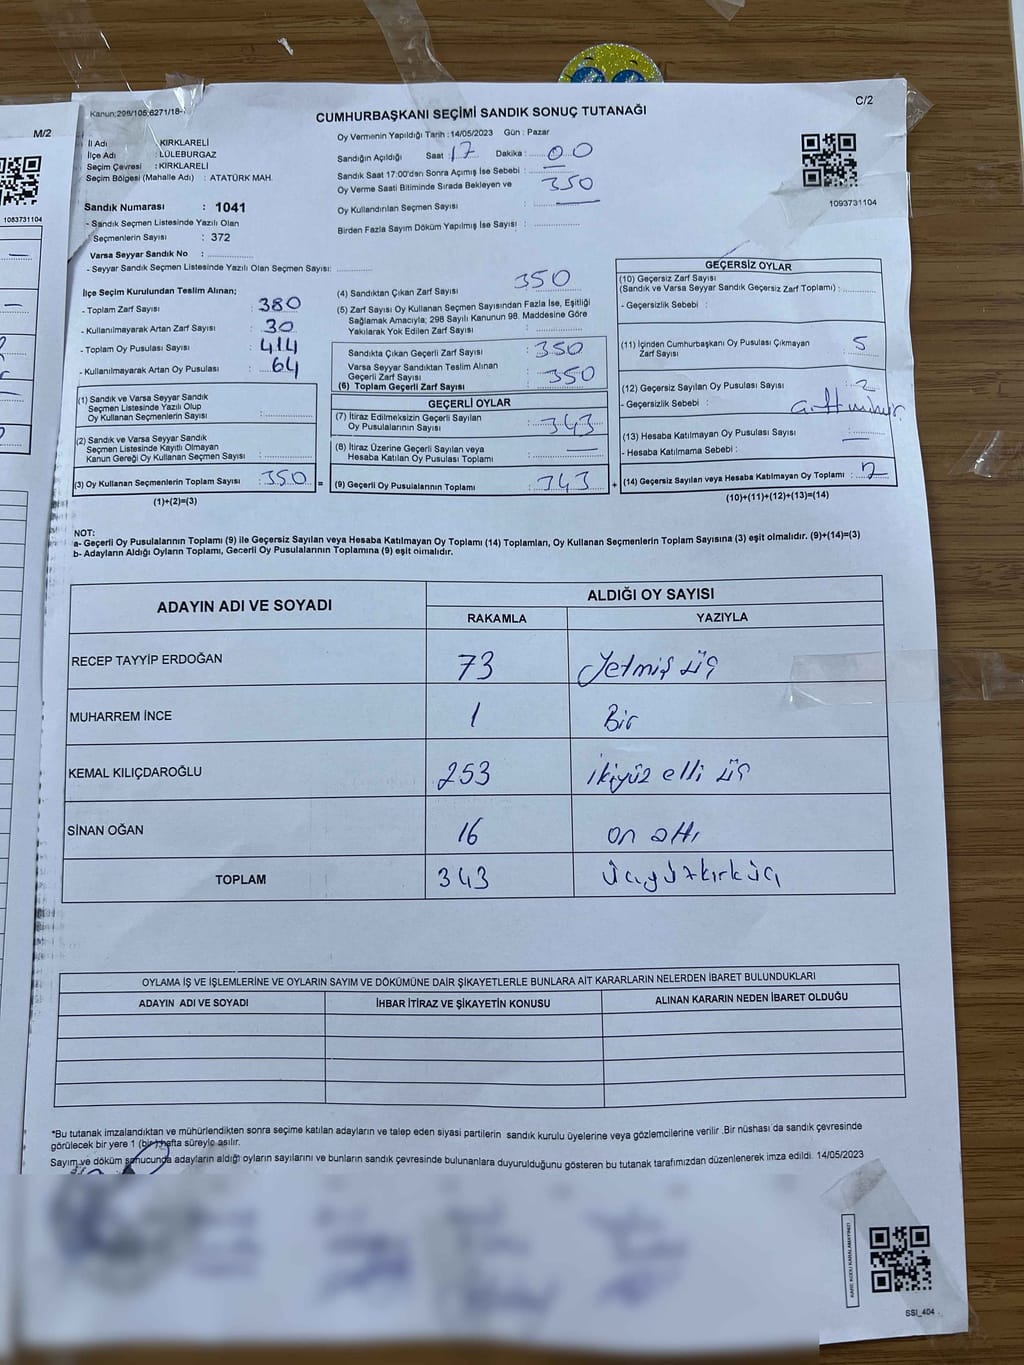 M/2
1083731104
Kanun;298/105;6271/18-
CUMHURBAŞKANI SEÇİMİ SANDIK SONUÇ TUTANAĞI
C/2
İl Adı : KIRKLARELİ
İlçe Adı : LÜLEBURGAZ
Seçim Çevresi : KIRKLARELİ
Seçim Bölgesi (Mahalle Adı) : ATATÜRK MAH.
Sandık Numarası : 1041
- Sandık Seçmen Listesinde Yazılı Olan
Seçmenlerin Sayısı : 372
Varsa Seyyar Sandık No :
- Seyyar Sandık Seçmen Listesinde Yazılı Olan Seçmen Sayısı:
Oy Vermenin Yapıldığı Tarih : 14/05/2023 Gün : Pazar
Sandığın Açıldığı Saat : 17 Dakika : 00
Sandık Saat 17:00'den Sonra Açımış İse Sebebi :
Oy Verme Saati Bitiminde Sırada Bekleyen ve 350
Oy Kullandırılan Seçmen Sayısı :
Birden Fazla Sayım Döküm Yapılmış İse Sayısı :
1093731104
İlçe Seçim Kurulundan Teslim Alınan;
- Toplam Zarf Sayısı : 380
- Kullanılmayarak Artan Zarf Sayısı : 30
- Toplam Oy Pusulası Sayısı : 414
- Kullanılmayarak Artan Oy Pusulası : 64
(1) Sandık ve Varsa Seyyar Sandık
Seçmen Listesinde Yazılı Olup
Oy Kullanan Seçmenlerin Sayısı :
(2) Sandık ve Varsa Seyyar Sandık
Seçmen Listesinde Kayıtlı Olmayan
Kanun Gereği Oy Kullanan Seçmen Sayısı :
(3) Oy Kullanan Seçmenlerin Toplam Sayısı : 350 =
(1)+(2)=(3)
(4) Sandıktan Çıkan Zarf Sayısı : 350
(5) Zarf Sayısı Oy Kullanan Seçmen Sayısından Fazla İse, Eşitliği
Sağlamak Amacıyla, 298 Sayılı Kanunun 98. Maddesine Göre
Yakılarak Yok Edilen Zarf Sayısı :
Sandıkta Çıkan Geçerli Zarf Sayısı : 350
Varsa Seyyar Sandıktan Teslim Alınan
Geçerli Zarf Sayısı : 350
(6) Toplam Geçerli Zarf Sayısı
GEÇERLİ OYLAR
(7) İtiraz Edilmeksizin Geçerli Sayılan
Oy Pusulalarının Sayısı : 343
(8) İtiraz Üzerine Geçerli Sayılan veya
Hesaba Katılan Oy Pusulası Toplamı : —
(9) Geçerli Oy Pusulalarının Toplamı : 343 +
GEÇERSİZ OYLAR
(10) Geçersiz Zarf Sayısı
(Sandık ve Varsa Seyyar Sandık Geçersiz Zarf Toplamı) :
- Geçersizlik Sebebi :
(11) İçinden Cumhurbaşkanı Oy Pusulası Çıkmayan 5
Zarf Sayısı :
(12) Geçersiz Sayılan Oy Pusulası Sayısı : 2
- Geçersizlik Sebebi :
(13) Hesaba Katılmayan Oy Pusulası Sayısı : —
- Hesaba Katılmama Sebebi :
(14) Geçersiz Sayılan veya Hesaba Katılmayan Oy Toplamı : 7
(10)+(11)+(12)+(13)=(14)
NOT:
a- Geçerli Oy Pusulalarının Toplamı (9) ile Geçersiz Sayılan veya Hesaba Katılmayan Oy Toplamı (14) Toplamları, Oy Kullanan Seçmenlerin Toplam Sayısına (3) eşit olmalıdır. (9)+(14)=(3)
b- Adayların Aldığı Oyların Toplamı, Gecerli Oy Pusulalarının Toplamına (9) eşit olmalıdır.
ADAYIN ADI VE SOYADI
ALDIĞI OY SAYISI
RAKAMLA YAZIYLA
RECEP TAYYİP ERDOĞAN 73 Yetmiş üç
MUHARREM İNCE 1 Bir
KEMAL KILIÇDAROĞLU 253 ikiyüz elli üç
SİNAN OĞAN 16 on altı
TOPLAM 343 üçyüzkırküç
OYLAMA İŞ VE İŞLEMLERİNE VE OYLARIN SAYIM VE DÖKÜMÜNE DAİR ŞİKAYETLERLE BUNLARA AİT KARARLARIN NELERDEN İBARET BULUNDUKLARI
ADAYIN ADI VE SOYADI İHBAR İTİRAZ VE ŞİKAYETİN KONUSU ALINAN KARARIN NEDEN İBARET OLDUĞU
*Bu tutanak imzalandıktan ve mühürlendikten sonra seçime katılan adayların ve talep eden siyasi partilerin sandık kurulu üyelerine veya gözlemcilerine verilir .Bir nüshası da sandık çevresinde
görülecek bir yere 1 (bir) hafta süreyle asılır.
Sayım ve döküm sonucunda adayların aldığı oyların sayılarını ve bunların sandık çevresinde bulunanlara duyurulduğunu gösteren bu tutanak tarafımızdan düzenlenerek imza edildi. 14/05/2023
KARE KODU KARALAMAYINIZ!
SSI_404